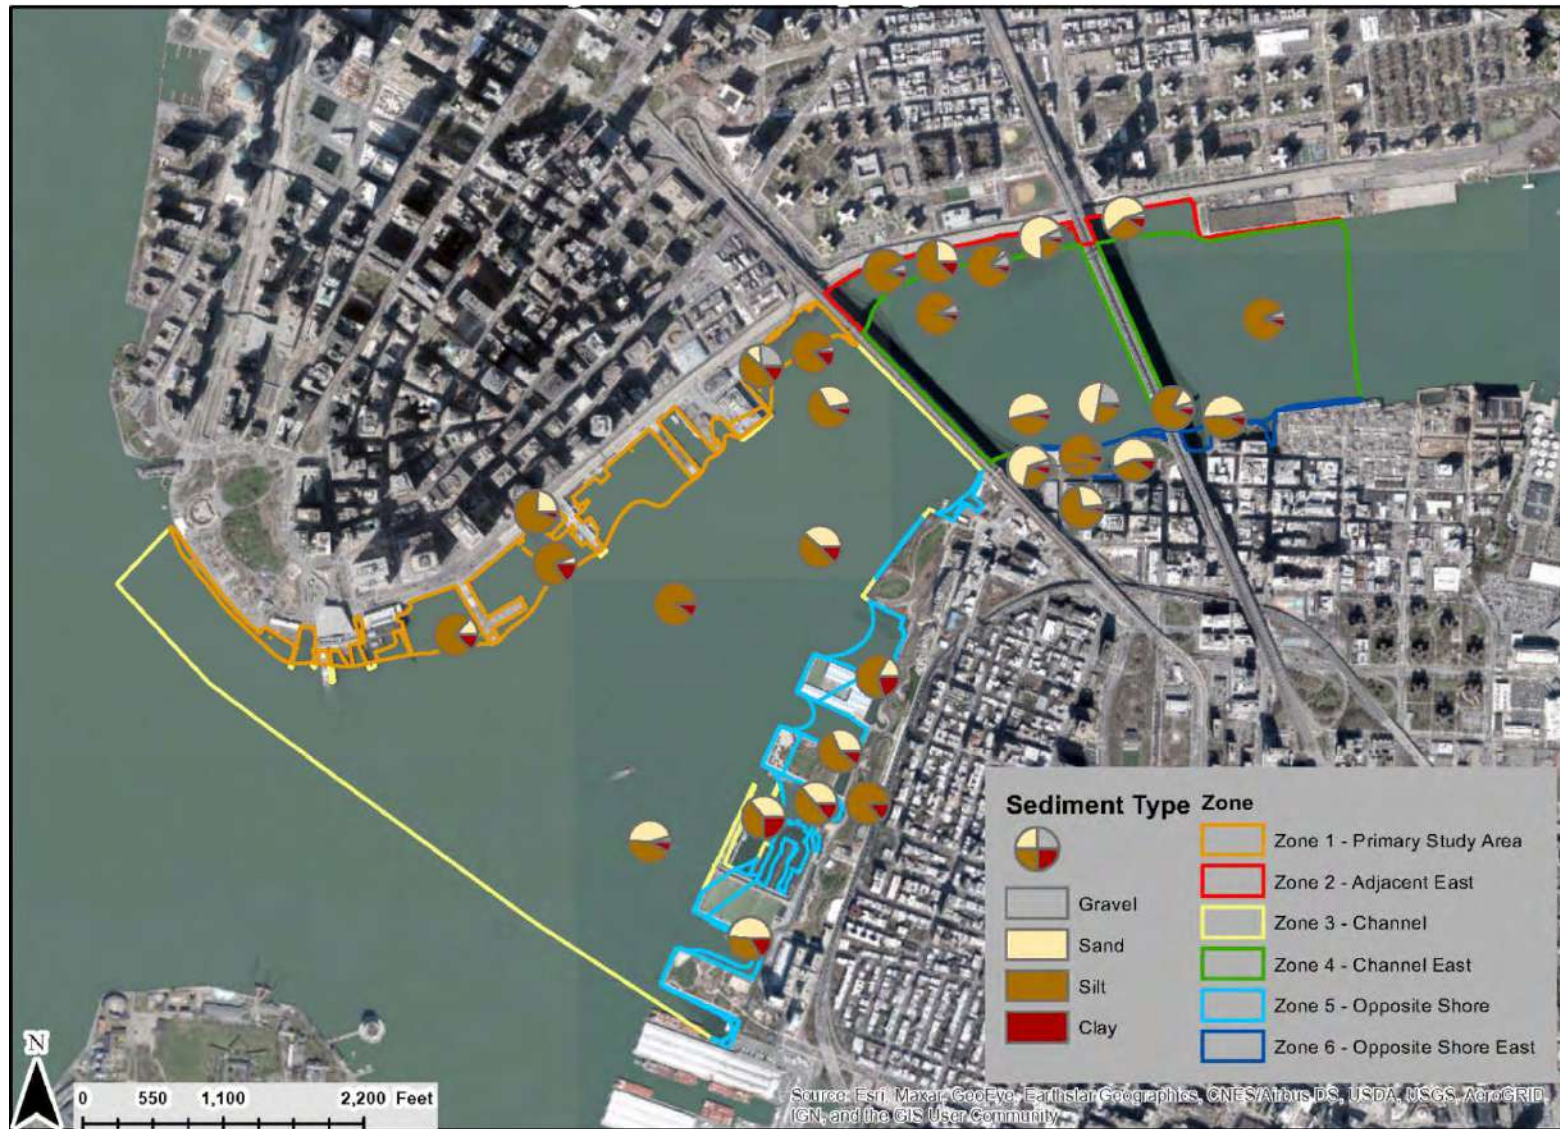 Sediment Type
Gravel
Sand
Silt
Clay
Zone
Zone 1 - Primary Study Area
Zone 2 - Adjacent East
Zone 3 - Channel
Zone 4 - Channel East
Zone 5 - Opposite Shore
Zone 6 - Opposite Shore East
N
0 550 1,100 2,200 Feet
Source: Esri, Maxar, GeoEye, Earthstar Geographics, CNES/Airbus DS, USDA, USGS, AeroGRID,
IGN, and the GIS User Community